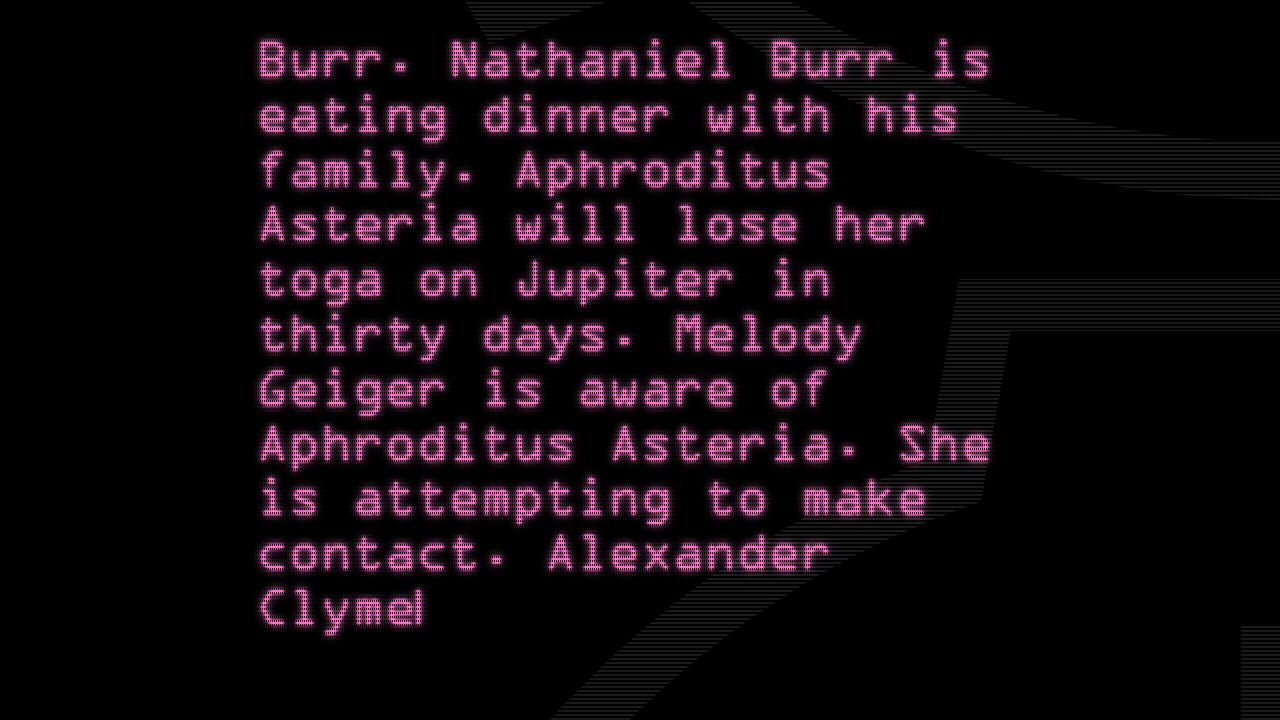 Burr. Nathaniel Burr is
eating dinner with his
family. Aphroditus
Asteria will lose her
toga on Jupiter in
thirty days. Melody
Geiger is aware of
Aphroditus Asteria. She
is attempting to make
contact. Alexander
Clyme